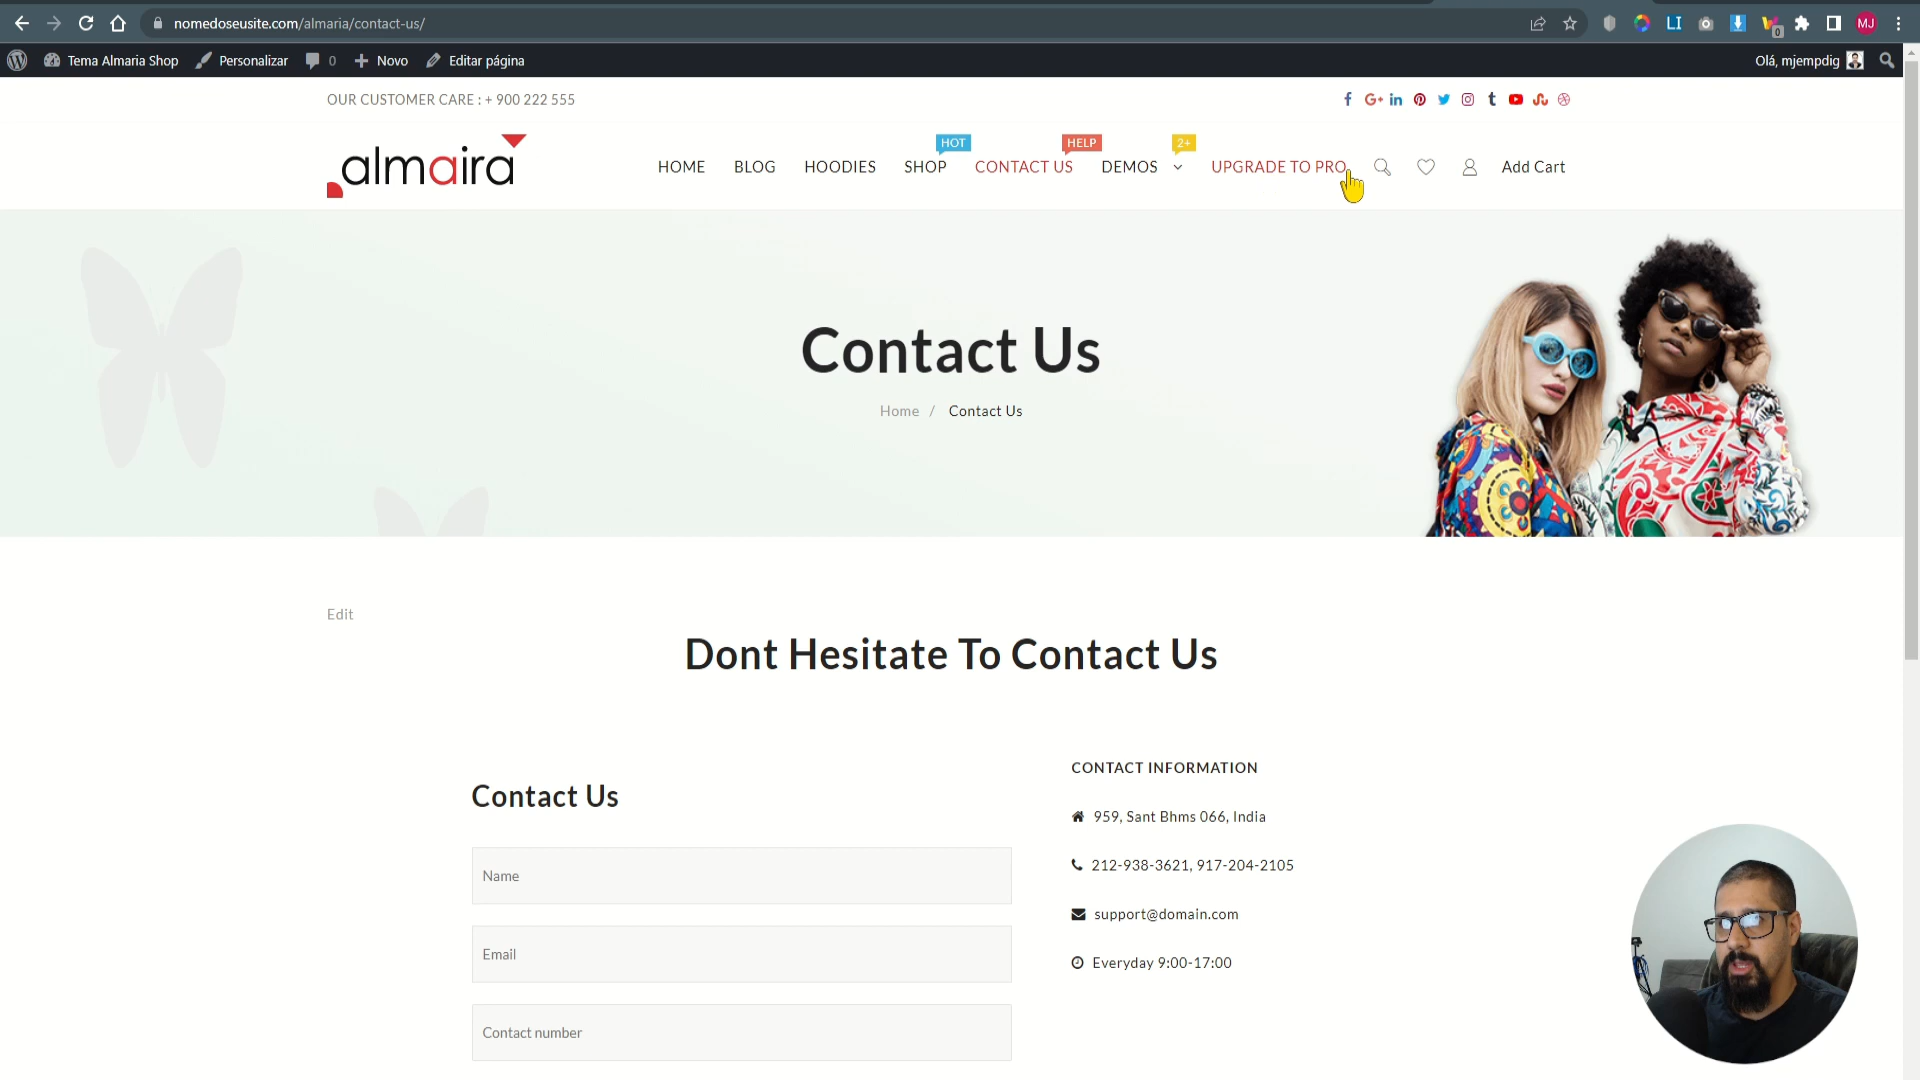 nomedoseusite.com/almaria/contact-us/
LI
0
MJ
Tema Almaria Shop Personalizar 0 Novo Editar página Olá, mjempdig
OUR CUSTOMER CARE : + 900 222 555
HOT HELP 2+
almaira HOME BLOG HOODIES SHOP CONTACT US DEMOS UPGRADE TO PRO Add Cart
Contact Us
Home / Contact Us
Edit
Dont Hesitate To Contact Us
CONTACT INFORMATION
Contact Us
959, Sant Bhms 066, India
212-938-3621, 917-204-2105
Name
support@domain.com
Email
Everyday 9:00-17:00
Contact number